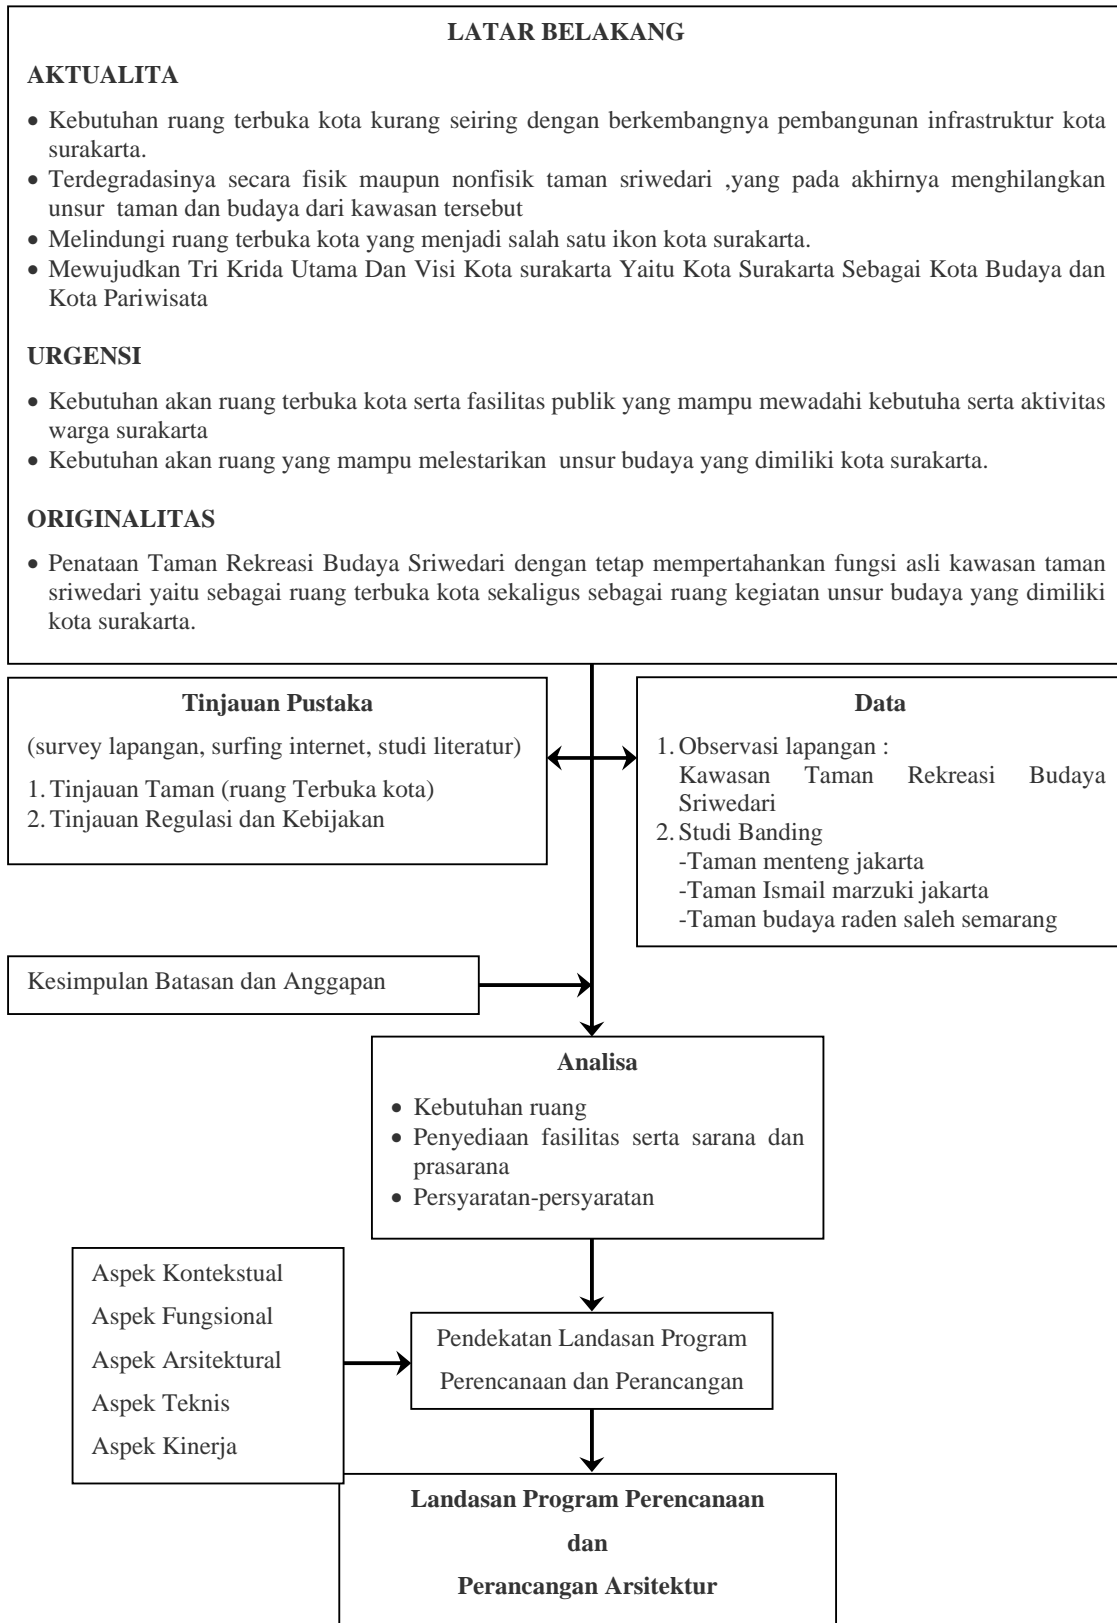 LATAR BELAKANG
AKTUALITA
• Kebutuhan ruang terbuka kota kurang seiring dengan berkembangnya pembangunan infrastruktur kota
surakarta.
• Terdegradasinya secara fisik maupun nonfisik taman sriwedari ,yang pada akhirnya menghilangkan
unsur taman dan budaya dari kawasan tersebut
• Melindungi ruang terbuka kota yang menjadi salah satu ikon kota surakarta.
• Mewujudkan Tri Krida Utama Dan Visi Kota surakarta Yaitu Kota Surakarta Sebagai Kota Budaya dan
Kota Pariwisata
URGENSI
• Kebutuhan akan ruang terbuka kota serta fasilitas publik yang mampu mewadahi kebutuha serta aktivitas
warga surakarta
• Kebutuhan akan ruang yang mampu melestarikan unsur budaya yang dimiliki kota surakarta.
ORIGINALITAS
• Penataan Taman Rekreasi Budaya Sriwedari dengan tetap mempertahankan fungsi asli kawasan taman
sriwedari yaitu sebagai ruang terbuka kota sekaligus sebagai ruang kegiatan unsur budaya yang dimiliki
kota surakarta.
Tinjauan Pustaka
(survey lapangan, surfing internet, studi literatur)
1. Tinjauan Taman (ruang Terbuka kota)
2. Tinjauan Regulasi dan Kebijakan
Data
1. Observasi lapangan :
Kawasan Taman Rekreasi Budaya
Sriwedari
2. Studi Banding
-Taman menteng jakarta
-Taman Ismail marzuki jakarta
-Taman budaya raden saleh semarang
Kesimpulan Batasan dan Anggapan
Analisa
• Kebutuhan ruang
• Penyediaan fasilitas serta sarana dan
prasarana
• Persyaratan-persyaratan
Aspek Kontekstual
Aspek Fungsional
Aspek Arsitektural
Aspek Teknis
Aspek Kinerja
Pendekatan Landasan Program
Perencanaan dan Perancangan
Landasan Program Perencanaan
dan
Perancangan Arsitektur